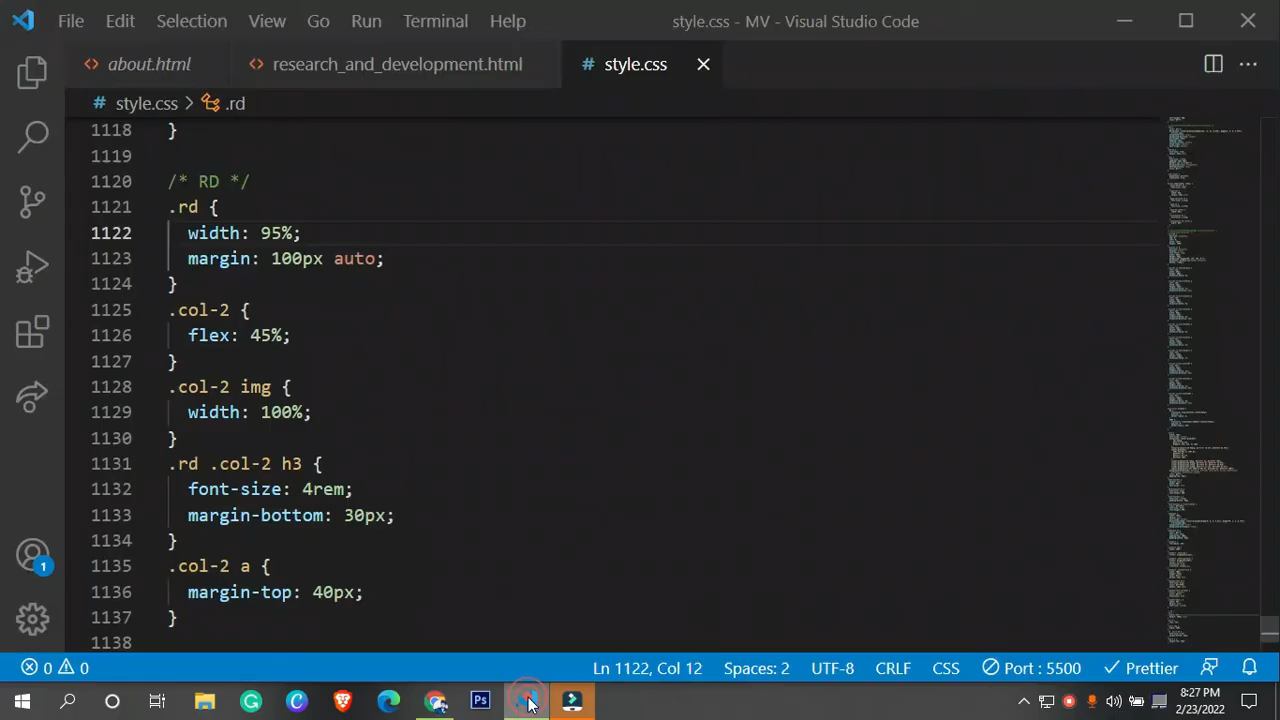 File Edit Selection View Go Run Terminal Help style.css - MV - Visual Studio Code
about.html research_and_development.html # style.css
# style.css > .rd
1118 }
1119
1120 /* RD */
1121 .rd {
1122 width: 95%;
1123 margin: 100px auto;
1124 }
1125 .col-2 {
1126 flex: 45%;
1127 }
1128 .col-2 img {
1129 width: 100%;
1130 }
1131 .rd .col-2 h3 {
1132 font-size: 4rem;
1133 margin-bottom: 30px;
1134 }
1135 .col-2 a {
1136 margin-top: 40px;
1137 }
1138
1
0 0 Ln 1122, Col 12 Spaces: 2 UTF-8 CRLF CSS Port : 5500 Prettier
Ps
8:27 PM
2/23/2022